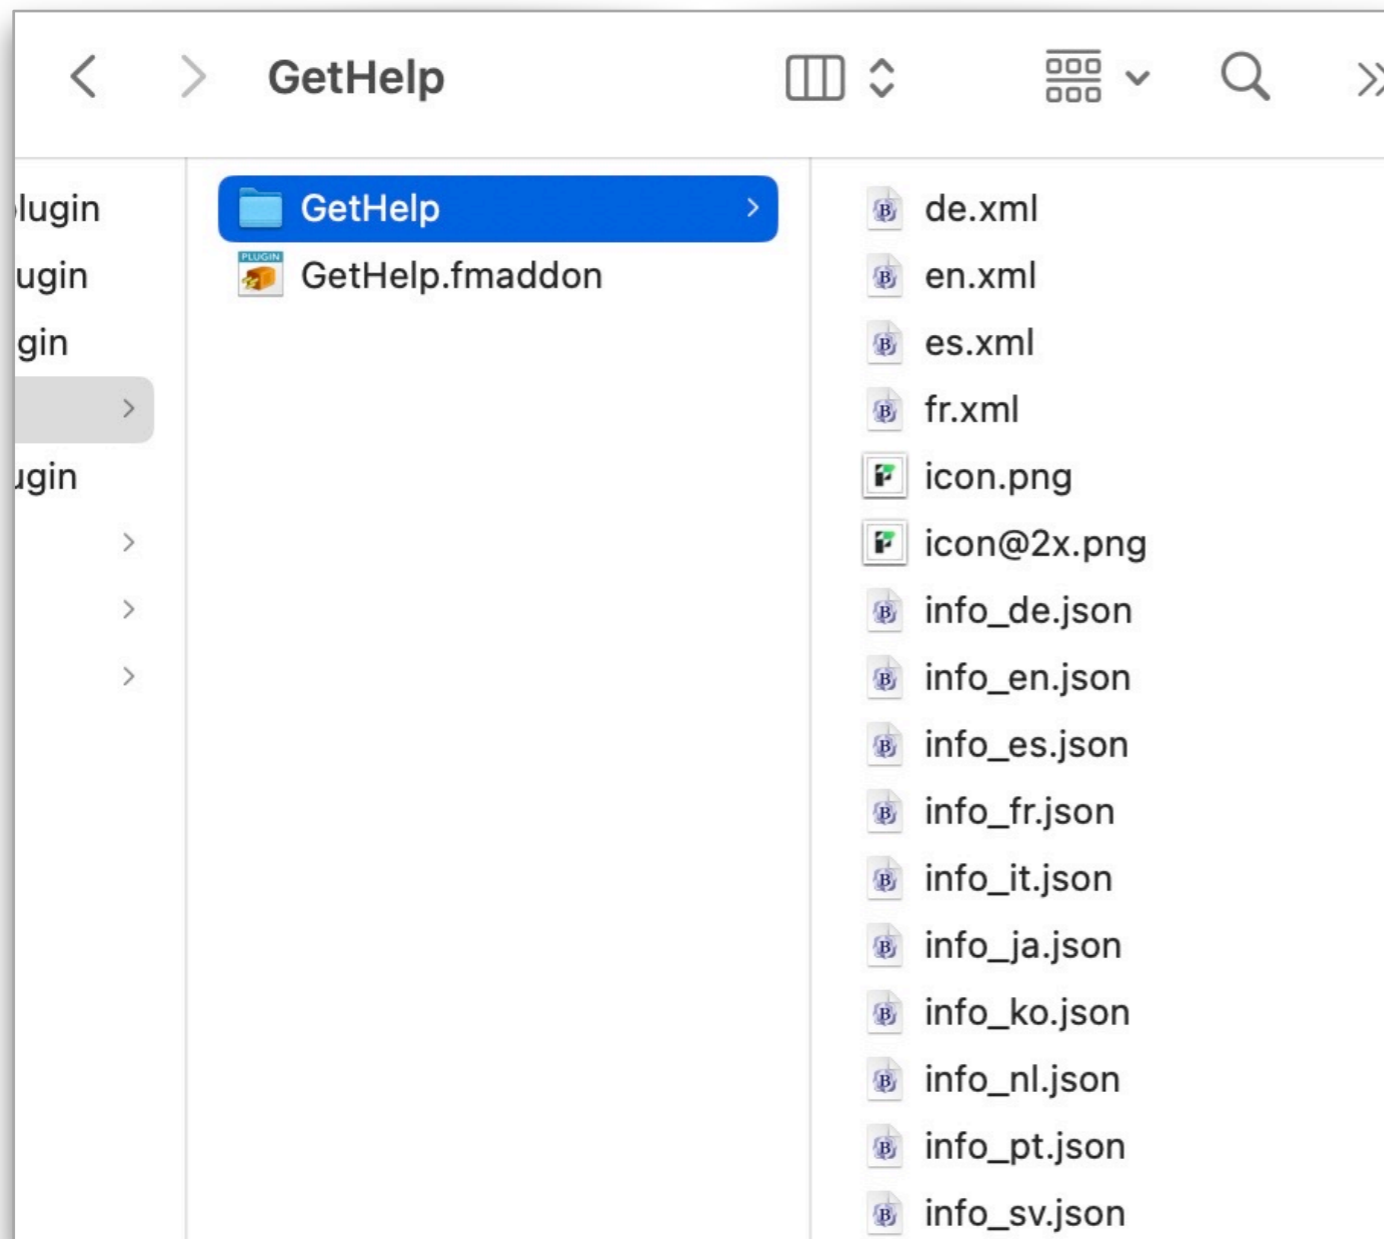 GetHelp
lugin
ugin
gin
ugin
GetHelp
PLUGIN
GetHelp.fmaddon
de.xml
en.xml
es.xml
fr.xml
icon.png
icon@2x.png
info_de.json
info_en.json
info_es.json
info_fr.json
info_it.json
info_ja.json
info_ko.json
info_nl.json
info_pt.json
info_sv.json